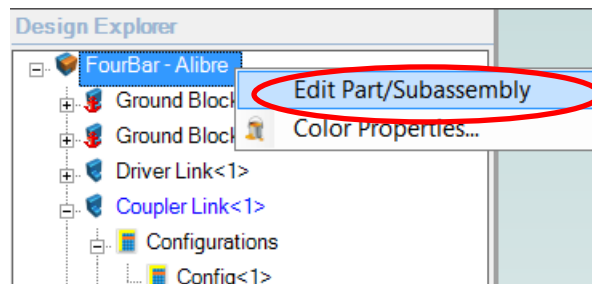 Design Explorer
FourBar - Alibre
Edit Part/Subassembly
Ground Block
Color Properties...
Ground Block
Driver Link<1>
Coupler Link<1>
Configurations
Config<1>